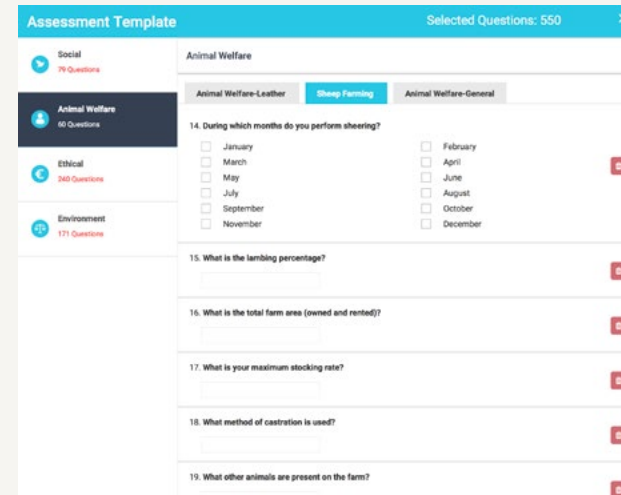 Assessment Template
Selected Questions: 550
Social
79 Questions
Animal Welfare
60 Questions
Ethical
240 Questions
Environment
171 Questions
Animal Welfare
Animal Welfare-Leather
Sheep Farming
Animal Welfare-General
14. During which months do you perform sheering?
January
February
March
April
May
June
July
August
September
October
November
December
15. What is the lambing percentage?
16. What is the total farm area (owned and rented)?
17. What is your maximum stocking rate?
18. What method of castration is used?
19. What other animals are present on the farm?